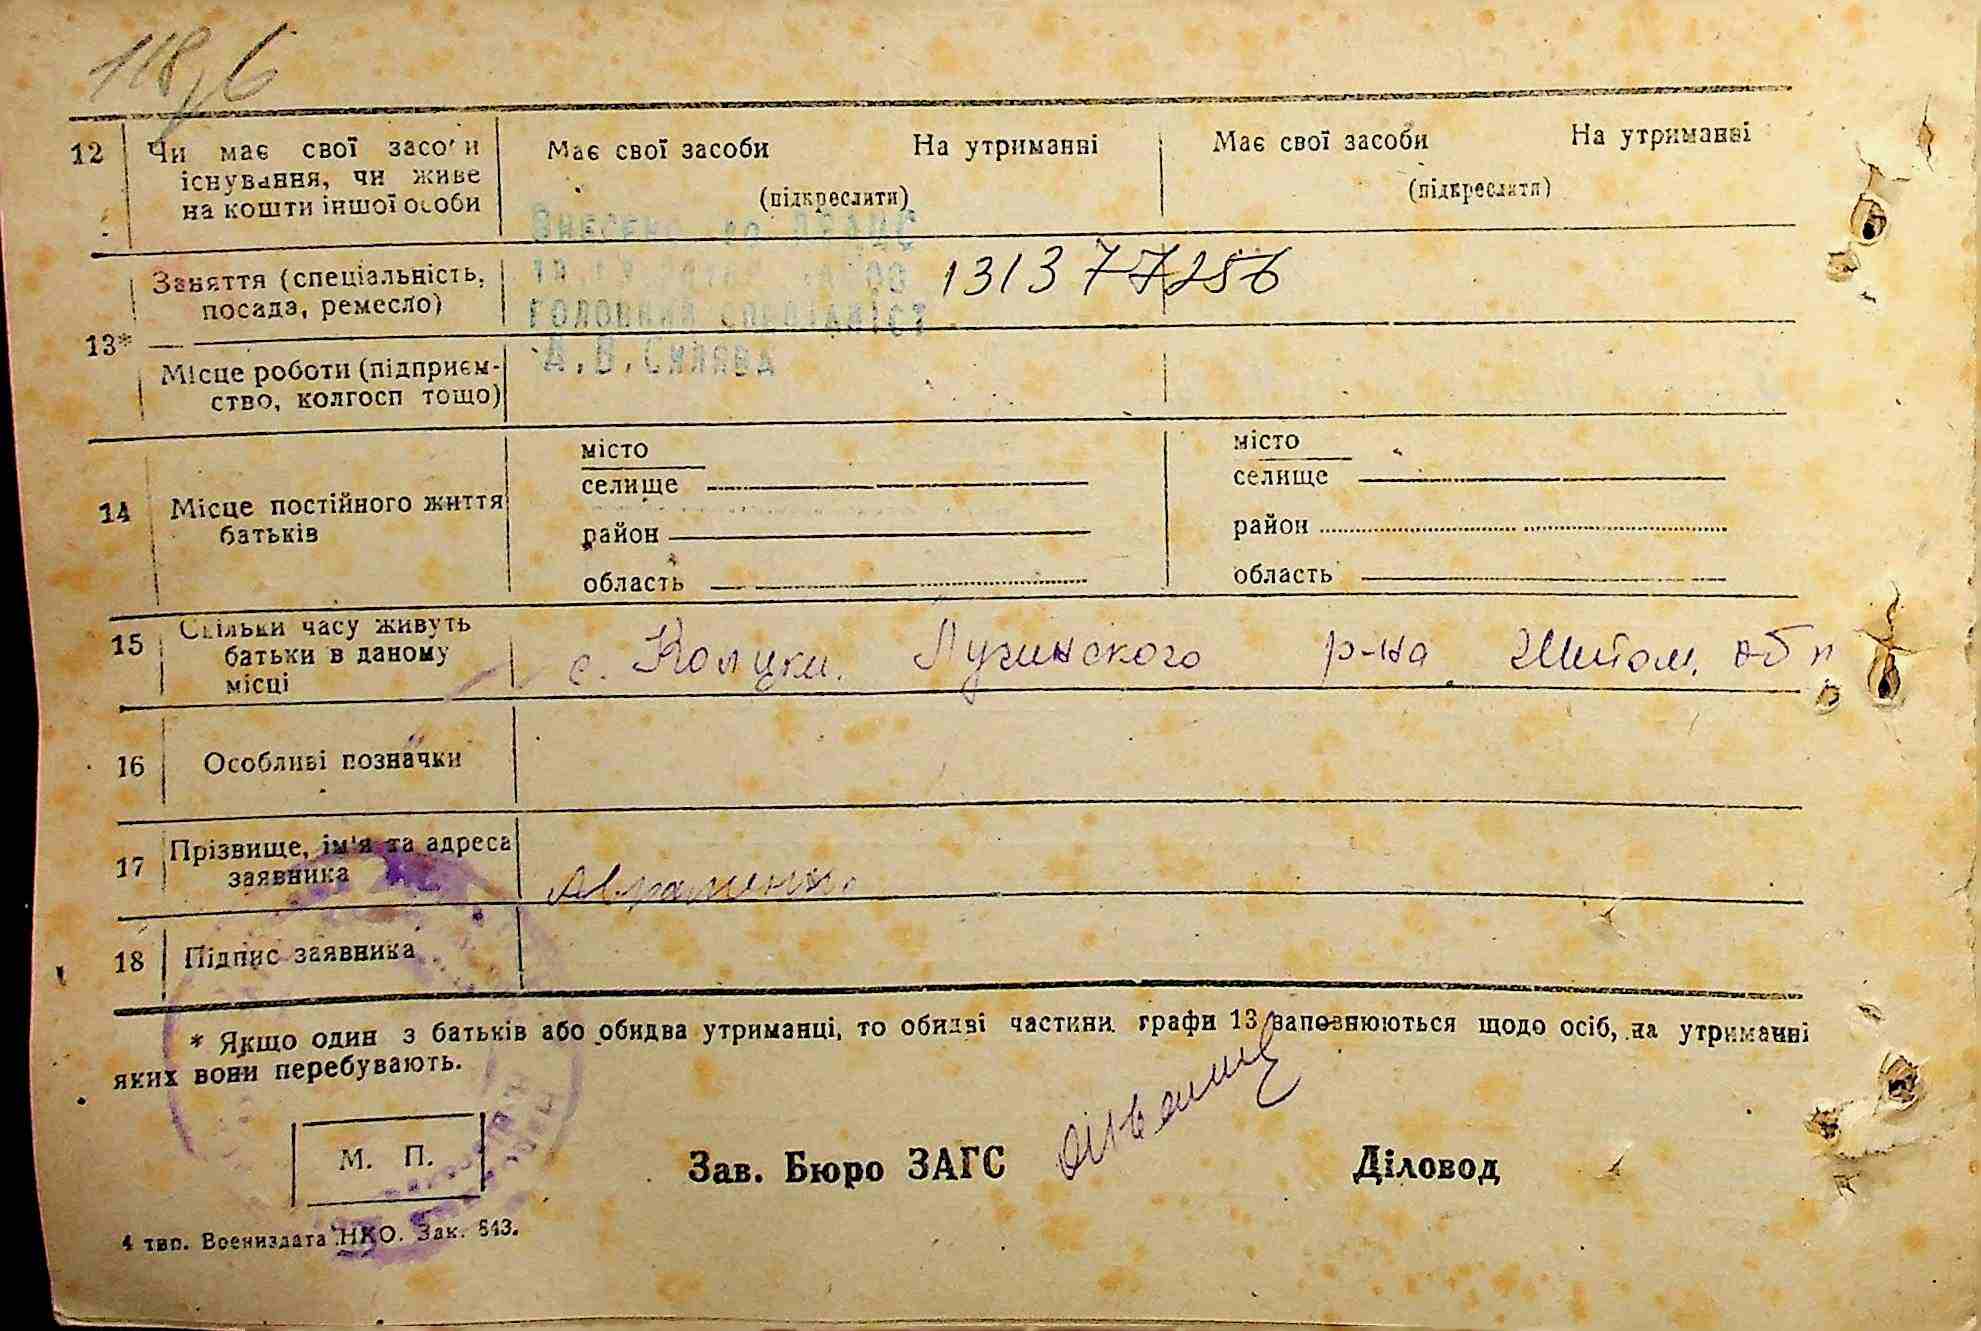 118,6
12 Чи має свої засоби Має свої засоби На утриманні Має свої засоби На утриманні
існування, чи живе (підкреслити) (підкреслити)
на кошти іншої особи
Внесено до ДРАЦС
Заняття (спеціальність, 1313 77256
посада, ремесло)
головний спеціаліст
13*
А.В.
Місце роботи (підприєм-
ство, колгосп тощо)
місто місто
14 Місце постійного життя селище селище
батьків район район
область область
15 Скільки часу живуть
батьки в даному с. Лугинского р-на Житом. обл
місці
16 Особливі позначки
17 Прізвище, ім'я та адреса
заявника
18 Підпис заявника
* Якщо один з батьків або обидва утриманці, то обидві частини графи 13 заповнюються щодо осіб, на утриманні
яких вони перебувають.
М. П. Зав. Бюро ЗАГС Діловод
4 тип. Воениздата НКО. Зак. 843.